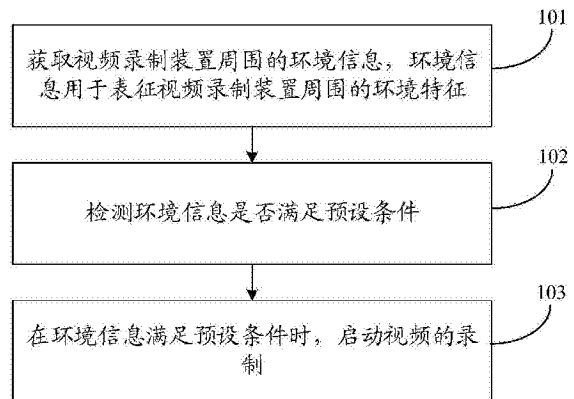 101
获取视频录制装置周围的环境信息，环境信
息用于表征视频录制装置周围的环境特征
102
检测环境信息是否满足预设条件
103
在环境信息满足预设条件时，启动视频的录
制